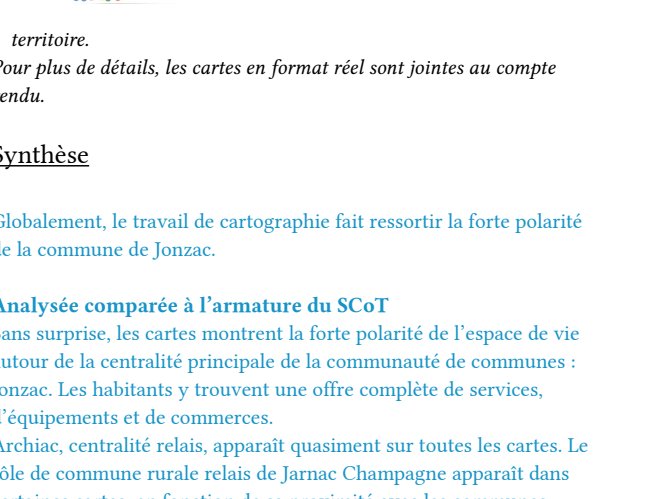 territoire.
Pour plus de détails, les cartes en format réel sont jointes au compte
rendu.
Synthèse
Globalement, le travail de cartographie fait ressortir la forte polarité
de la commune de Jonzac.
Analysée comparée à l'armature du SCoT
Sans surprise, les cartes montrent la forte polarité de l'espace de vie
autour de la centralité principale de la communauté de communes :
Jonzac. Les habitants y trouvent une offre complète de services,
d'équipements et de commerces.
Archiac, centralité relais, apparaît quasiment sur toutes les cartes. Le
rôle de commune rurale relais de Jarnac Champagne apparaît dans